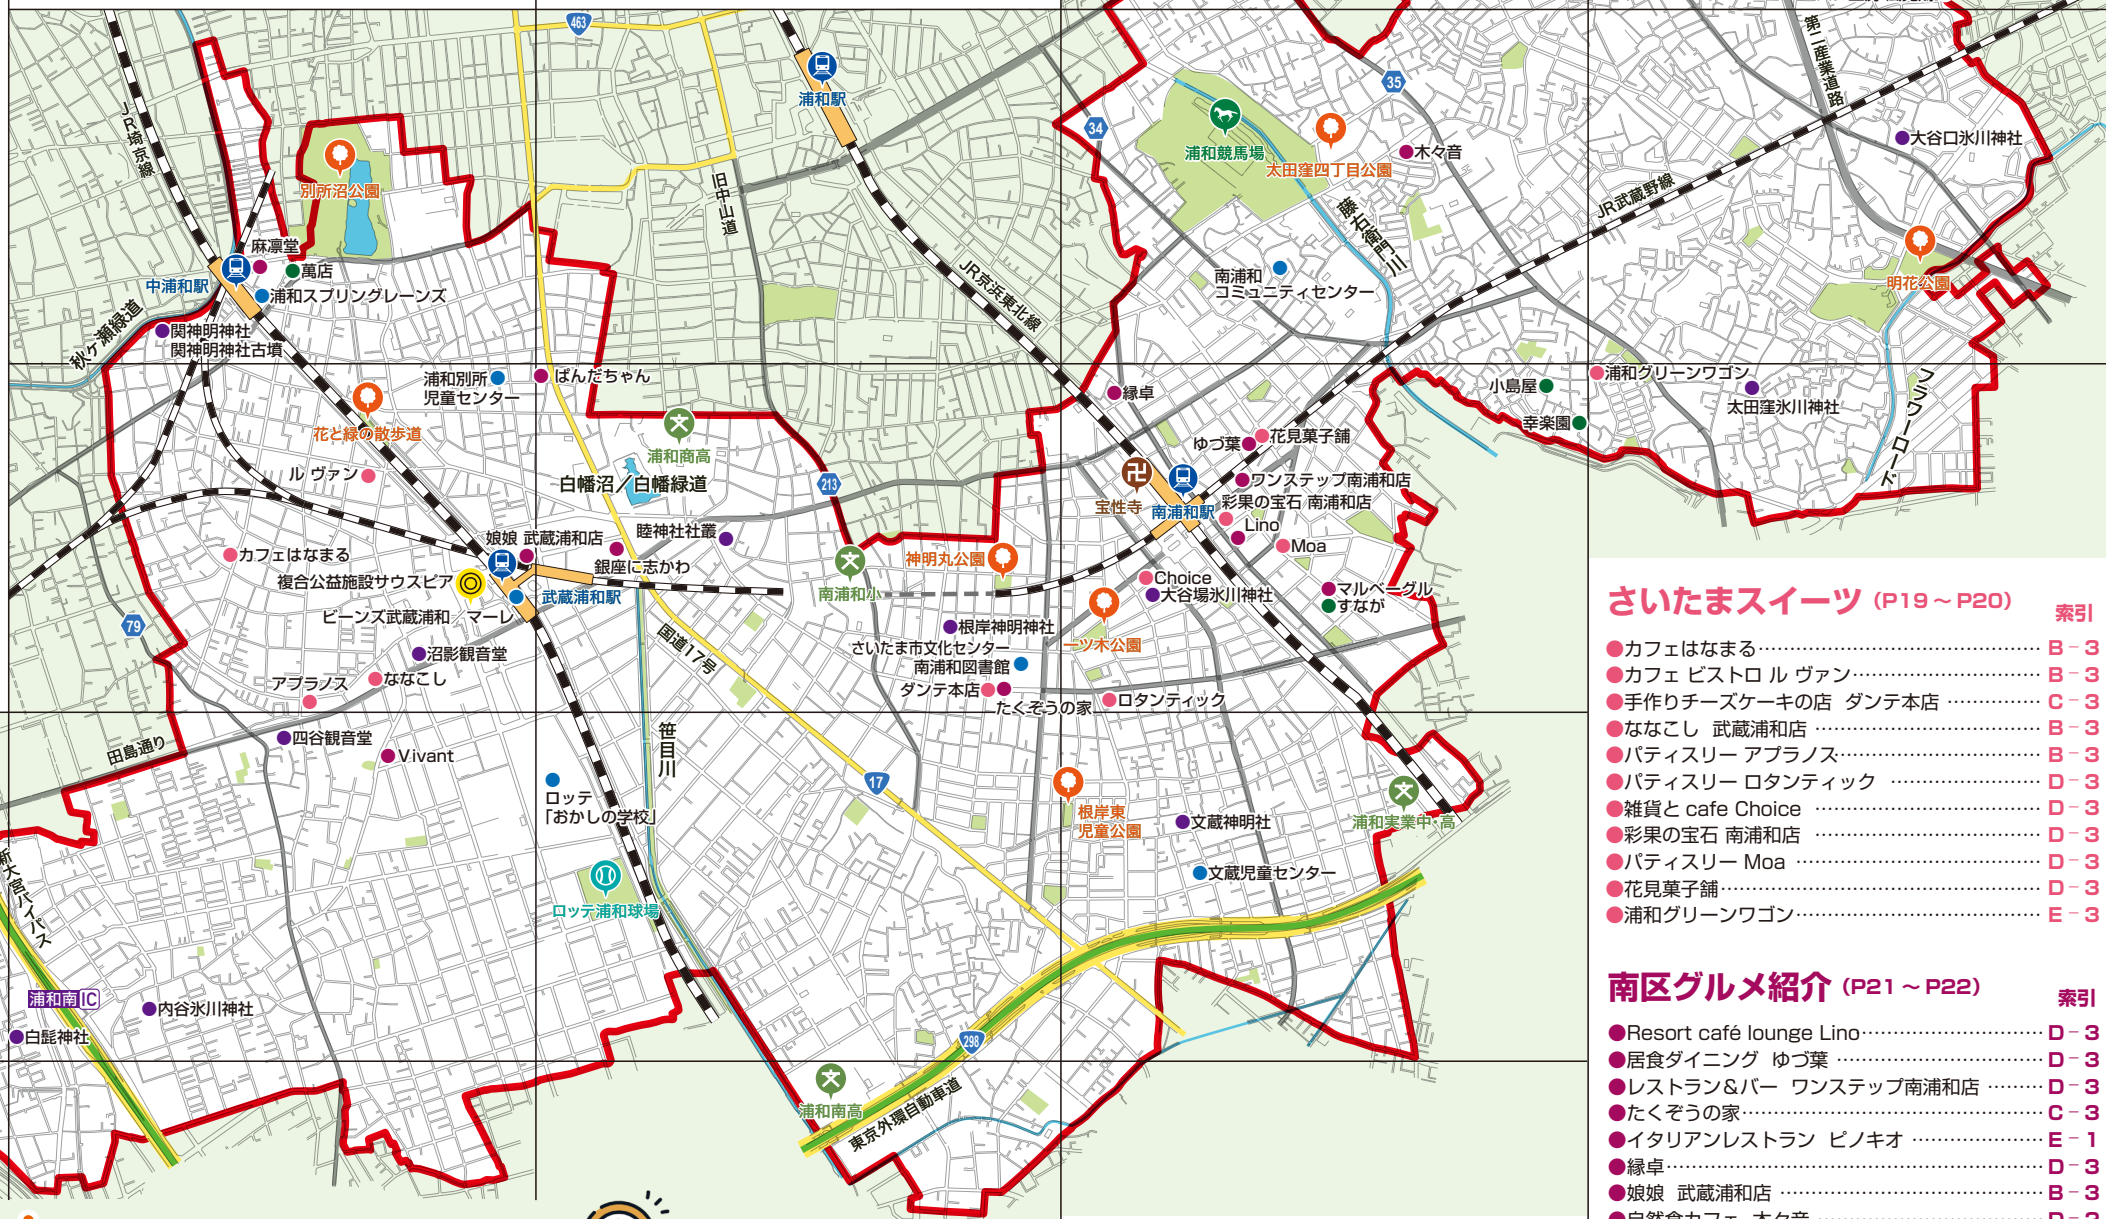 463
浦和駅
JR埼京線
別所沼公園
旧中山道
34
35
浦和競馬場
太田窪四丁目公園
木々音
第二産業道路
大谷口氷川神社
JR武蔵野線
藤右衛門川
明花公園
麻凛堂
萬店
中浦和駅
浦和スプリングレーンズ
関神明神社
関神明神社古墳
秋ヶ瀬緑道
JR京浜東北線
南浦和
コミュニティセンター
浦和別所
児童センター
ぱんだちゃん
花と緑の散歩道
ル ヴァン
浦和商高
白幡沼/白幡緑道
213
縁卓
ゆづ葉
花見菓子舗
ワンステップ南浦和店
宝性寺
南浦和駅
彩果の宝石 南浦和店
Lino
Moa
小島屋
幸楽園
浦和グリーンワゴン
太田窪氷川神社
フラワーロード
カフェはなまる
娘娘 武蔵浦和店
睦神社社叢
銀座に志かわ
複合公益施設サウスピア
武蔵浦和駅
ビーンズ武蔵浦和 マーレ
南浦和小
神明丸公園
Choice
大谷場氷川神社
マルベーグル
すなが
79
沼影観音堂
アプラノス
ななこし
国道17号
根岸神明神社
さいたま市文化センター
南浦和図書館
一ツ木公園
ダンテ本店
たくぞうの家
ロタンティック
田島通り
四谷観音堂
Vivant
笹目川
ロッテ
「おかしの学校」
17
根岸東
児童公園
文蔵神明社
浦和実業中・高
文蔵児童センター
ロッテ浦和球場
新大宮バイパス
浦和南IC
内谷氷川神社
白髭神社
298
浦和南高
東京外環自動車道
さいたまスイーツ (P19~P20)
索引
●カフェはなまる…… B-3
●カフェ ビストロ ル ヴァン…… B-3
●手作りチーズケーキの店 ダンテ本店…… C-3
●ななこし 武蔵浦和店…… B-3
●パティスリー アプラノス…… B-3
●パティスリー ロタンティック…… D-3
●雑貨と cafe Choice…… D-3
●彩果の宝石 南浦和店…… D-3
●パティスリー Moa…… D-3
●花見菓子舗…… D-3
●浦和グリーンワゴン…… E-3
南区グルメ紹介 (P21~P22)
索引
●Resort café lounge Lino…… D-3
●居食ダイニング ゆづ葉…… D-3
●レストラン&バー ワンステップ南浦和店…… D-3
●たくぞうの家…… C-3
●イタリアンレストラン ピノキオ…… E-1
●縁卓…… D-3
●娘娘 武蔵浦和店…… B-3